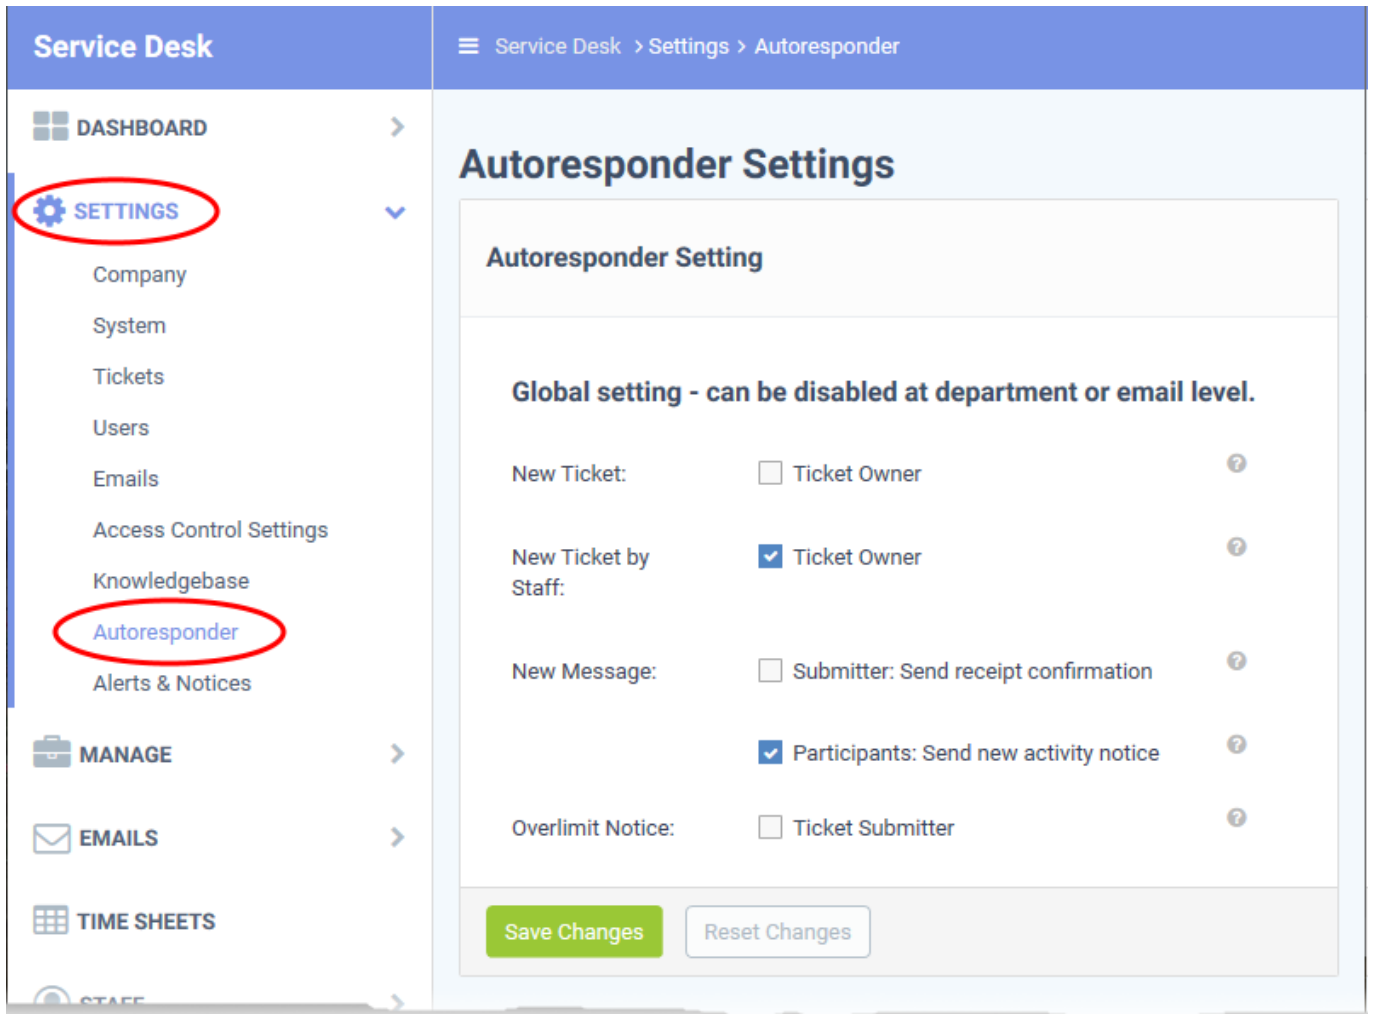 Service Desk
Service Desk > Settings > Autoresponder
DASHBOARD
SETTINGS
Company
System
Tickets
Users
Emails
Access Control Settings
Knowledgebase
Autoresponder
Alerts & Notices
MANAGE
EMAILS
TIME SHEETS
STAFF
Autoresponder Settings
Autoresponder Setting
Global setting - can be disabled at department or email level.
New Ticket: Ticket Owner ?
New Ticket by Ticket Owner ?
Staff:
New Message: Submitter: Send receipt confirmation ?
Participants: Send new activity notice ?
Overlimit Notice: Ticket Submitter ?
Save Changes Reset Changes